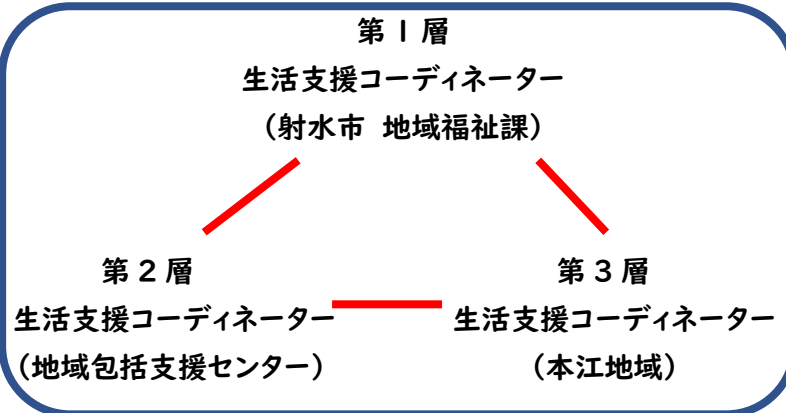 第1層
生活支援コーディネーター
（射水市 地域福祉課）
第2層
生活支援コーディネーター
（地域包括支援センター）
第3層
生活支援コーディネーター
（本江地域）